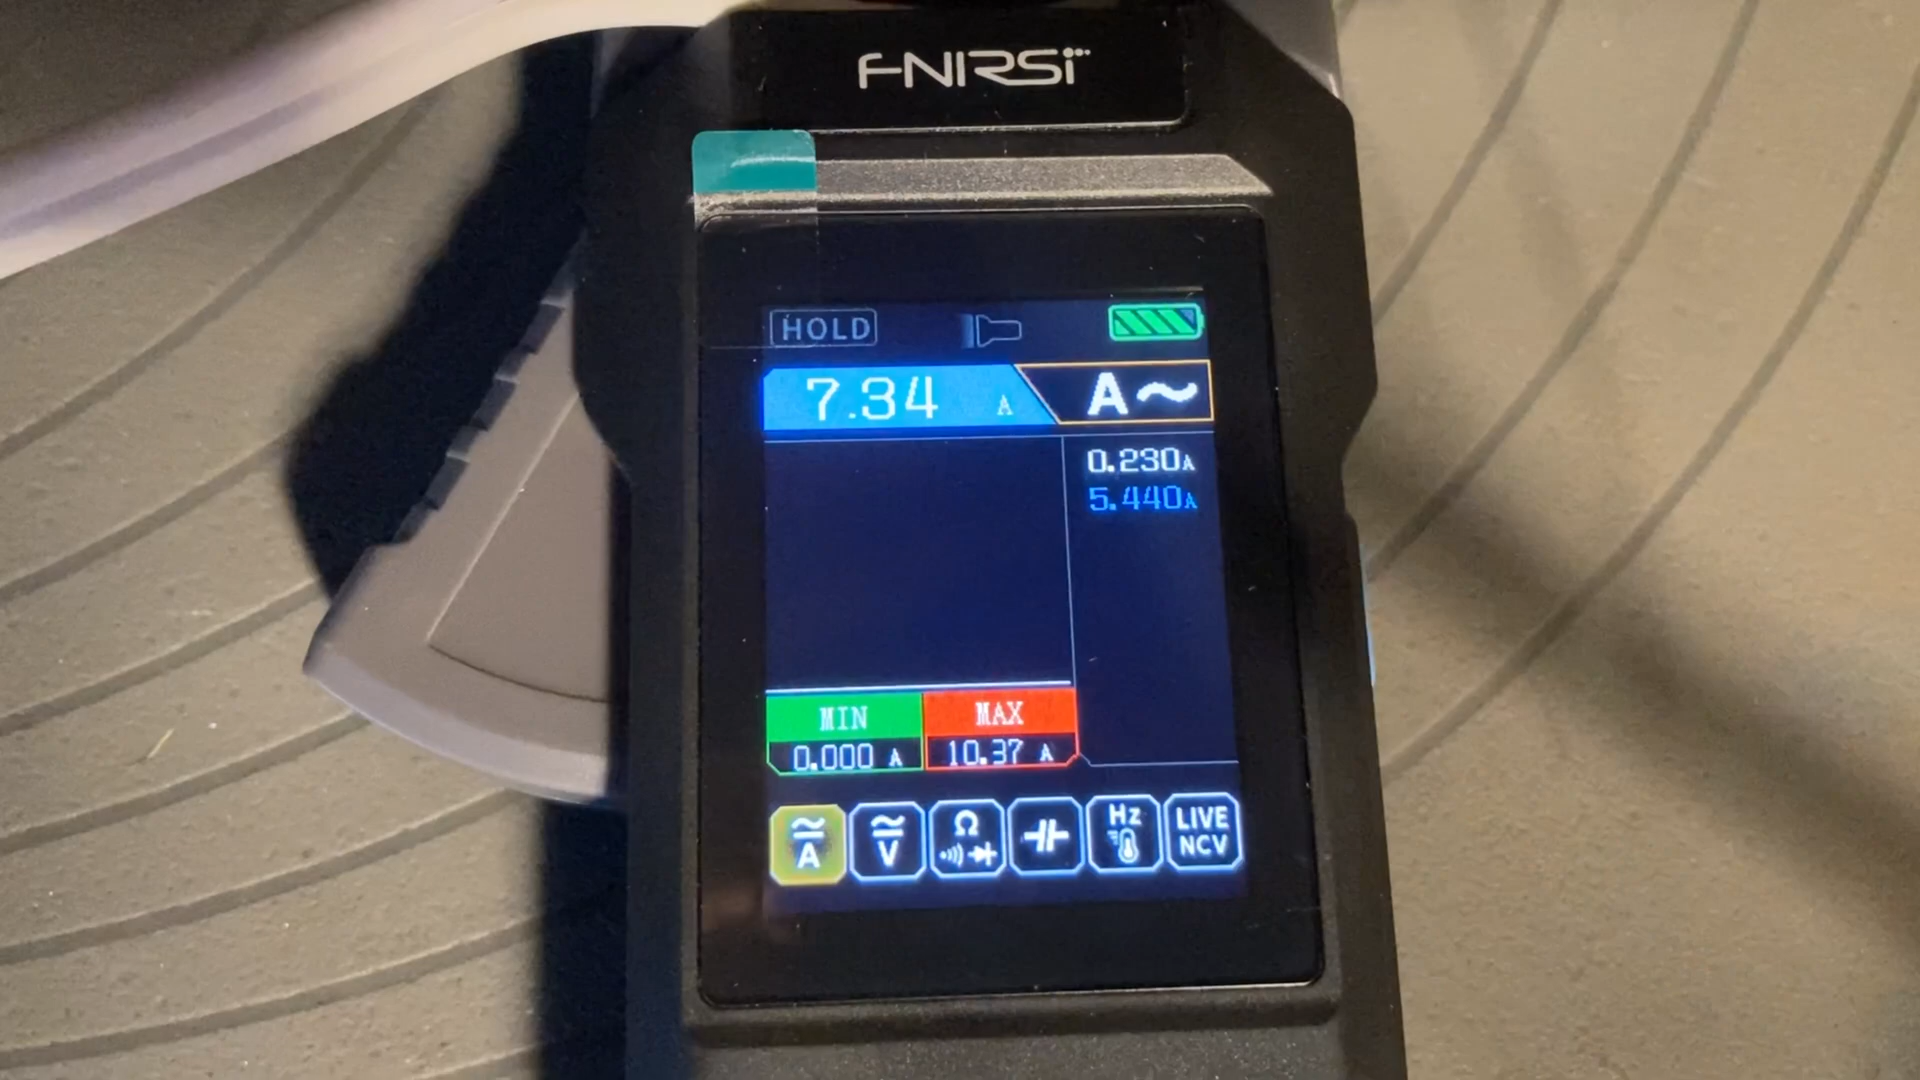 FNIRSI
HOLD
7.34 A A~
0.230A
5.440A
MIN MAX
0.000 A 10.37 A
A V Ω Hz LIVE
NCV